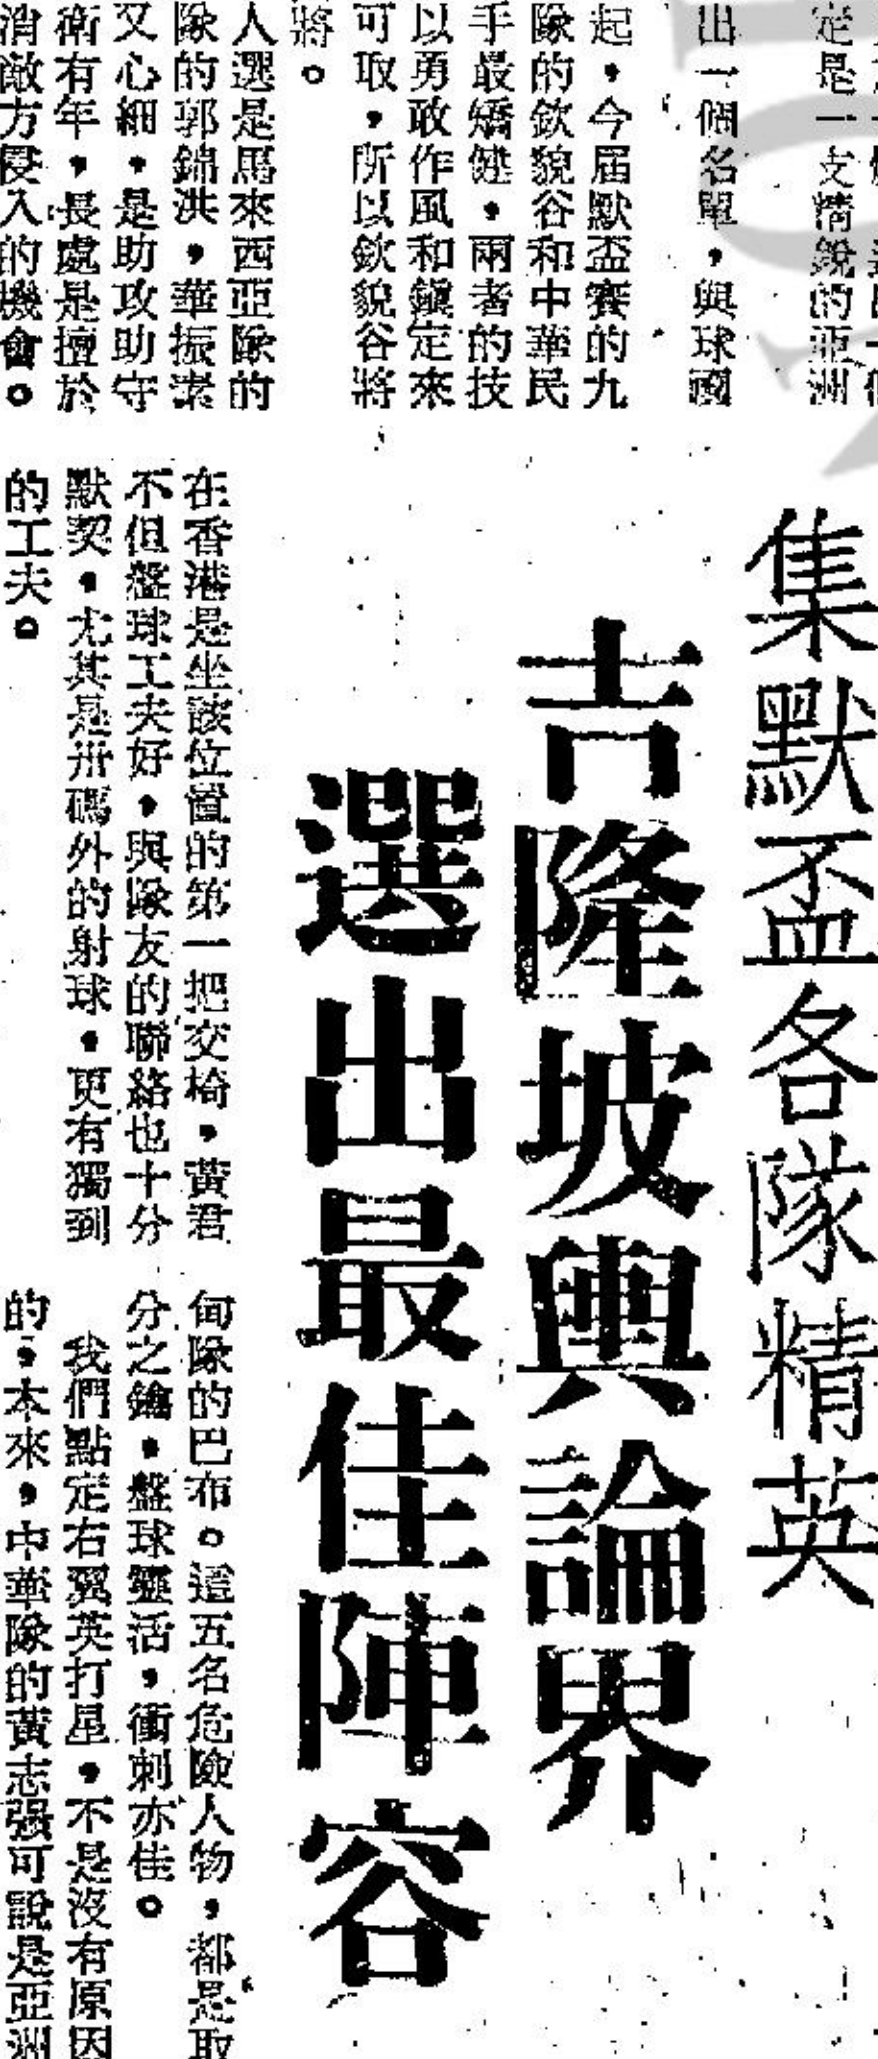 集默盃各隊精英
吉隆坡輿論界
選出最佳陣容
定是一支精銳的亞洲
出一個名單，與球國
起，今屆默盃賽的九
隊的欽貌谷和中華民
手最矯健，兩者的技
以勇敢作風和鎭定來
可取，所以欽貌谷將
將。
人選是馬來西亞隊的
隊的郭錦洪，華振素
又心細，是助攻助守
衛有年，長處是擅於
消敵方侵入的機會。
在香港是坐該位置的第一把交椅，黃君
不但盤球工夫好，與隊友的聯絡也十分
默契，尤其是卅碼外的射球，更有獨到
的工夫。
甸隊的巴布。這五名危險人物，都是取
分之鑰，盤球靈活，衝刺亦佳。
我們點定右翼英打星，不是沒有原因
的，本來，中華隊的黃志强可說是亞洲